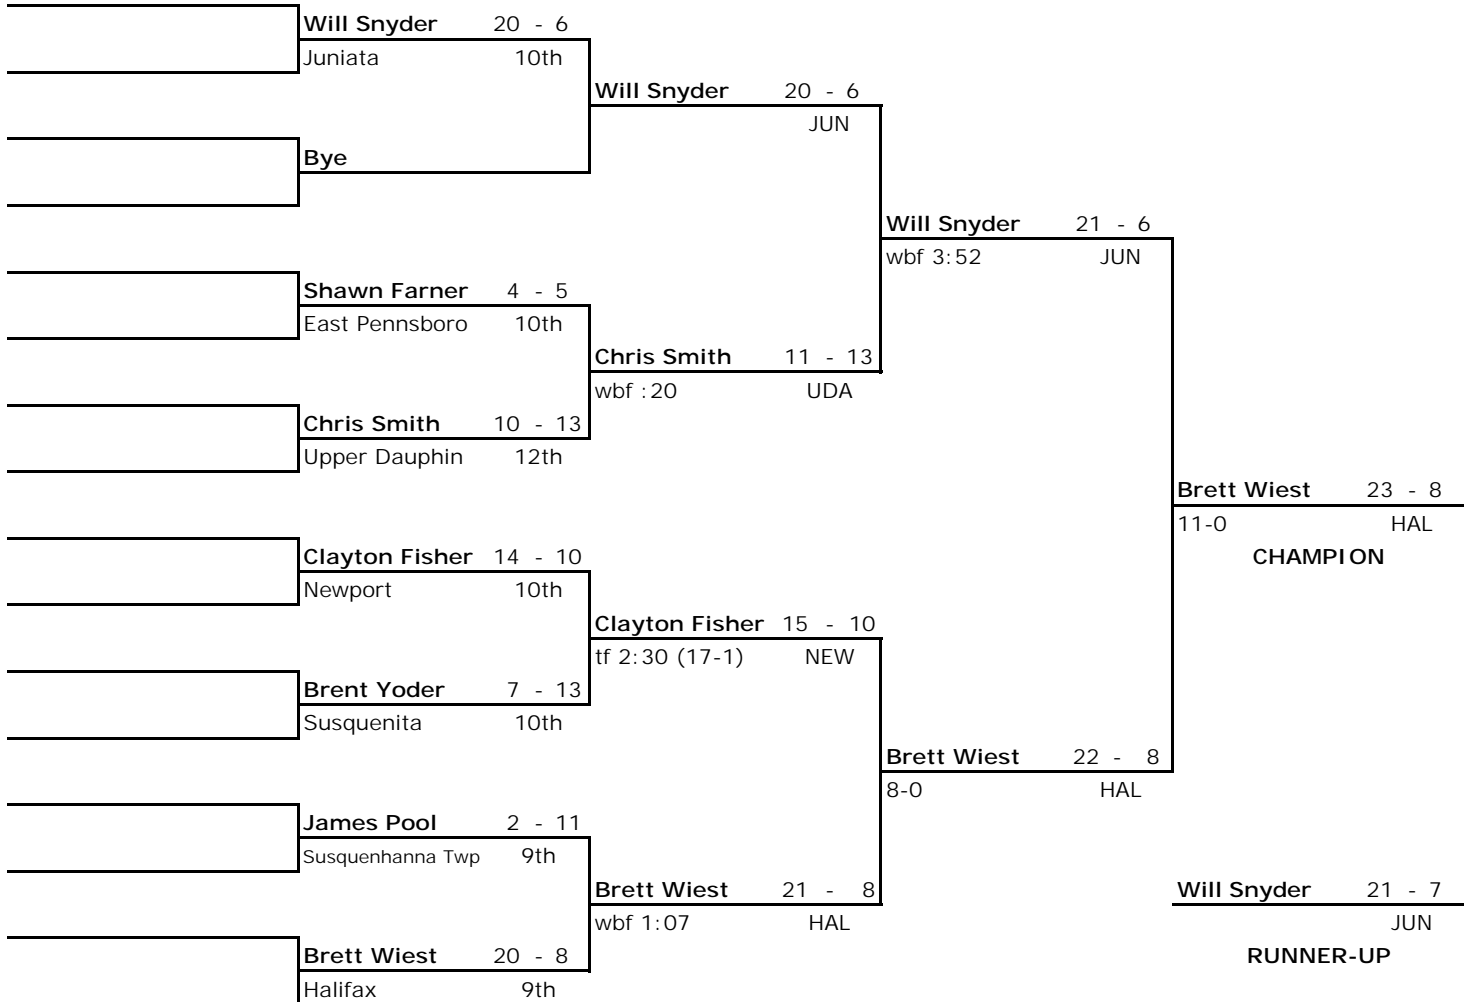 Will Snyder 20 - 6
Juniata 10th
Bye
Shawn Farner 4 - 5
East Pennsboro 10th
Chris Smith 10 - 13
Upper Dauphin 12th
Clayton Fisher 14 - 10
Newport 10th
Brent Yoder 7 - 13
Susquenita 10th
James Pool 2 - 11
Susquenhanna Twp 9th
Brett Wiest 20 - 8
Halifax 9th
Will Snyder 20 - 6
JUN
Chris Smith 11 - 13
wbf :20 UDA
Clayton Fisher 15 - 10
tf 2:30 (17-1) NEW
Brett Wiest 21 - 8
wbf 1:07 HAL
Will Snyder 21 - 6
wbf 3:52 JUN
Brett Wiest 22 - 8
8-0 HAL
Brett Wiest 23 - 8
11-0 HAL
CHAMPION
Will Snyder 21 - 7
JUN
RUNNER-UP